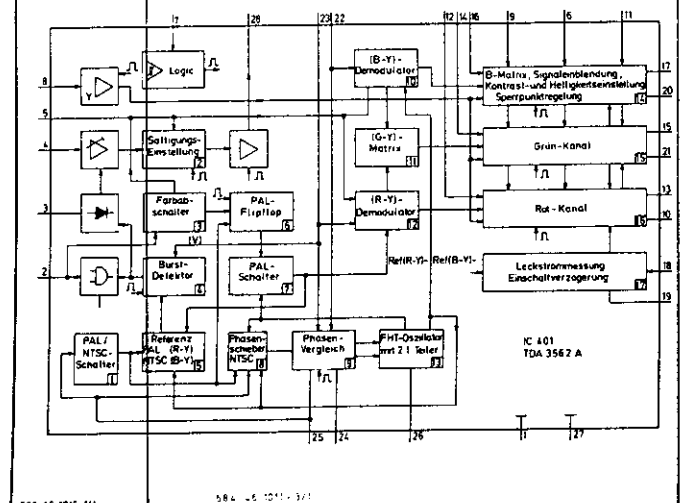 7 28 23 22 12 14 16 9 6 11
8
Y
Logic
(B-Y)-
Demodulator
10
B-Matrix, Signaleinblendung,
Kontrast- und Helligkeitseinstellung
Sperrpunktregelung
14
17
20
5
4
Sättigungs-
Einstellung
2
(G-Y)-
Matrix
11
Grün-Kanal
15
15
21
3
Farbab-
schalter
3
PAL-
Flipflop
6
(R-Y)-
Demodulator
12
Rot-Kanal
16
13
10
(V)
2
Burst-
Detektor
4
PAL-
Schalter
7
Ref(R-Y)- Ref(B-Y)-
Leckstrommessung
Einschaltverzögerung
17
18
19
PAL/
NTSC-
Schalter
1
Referenz
PAL (R-Y)
NTSC (B-Y)
5
Phasen-
schieber
NTSC
8
Phasen-
Vergleich
9
FHT-Oszillator
mit 2:1 Teiler
13
IC 401
TDA 3562 A
25 24 26 1 27